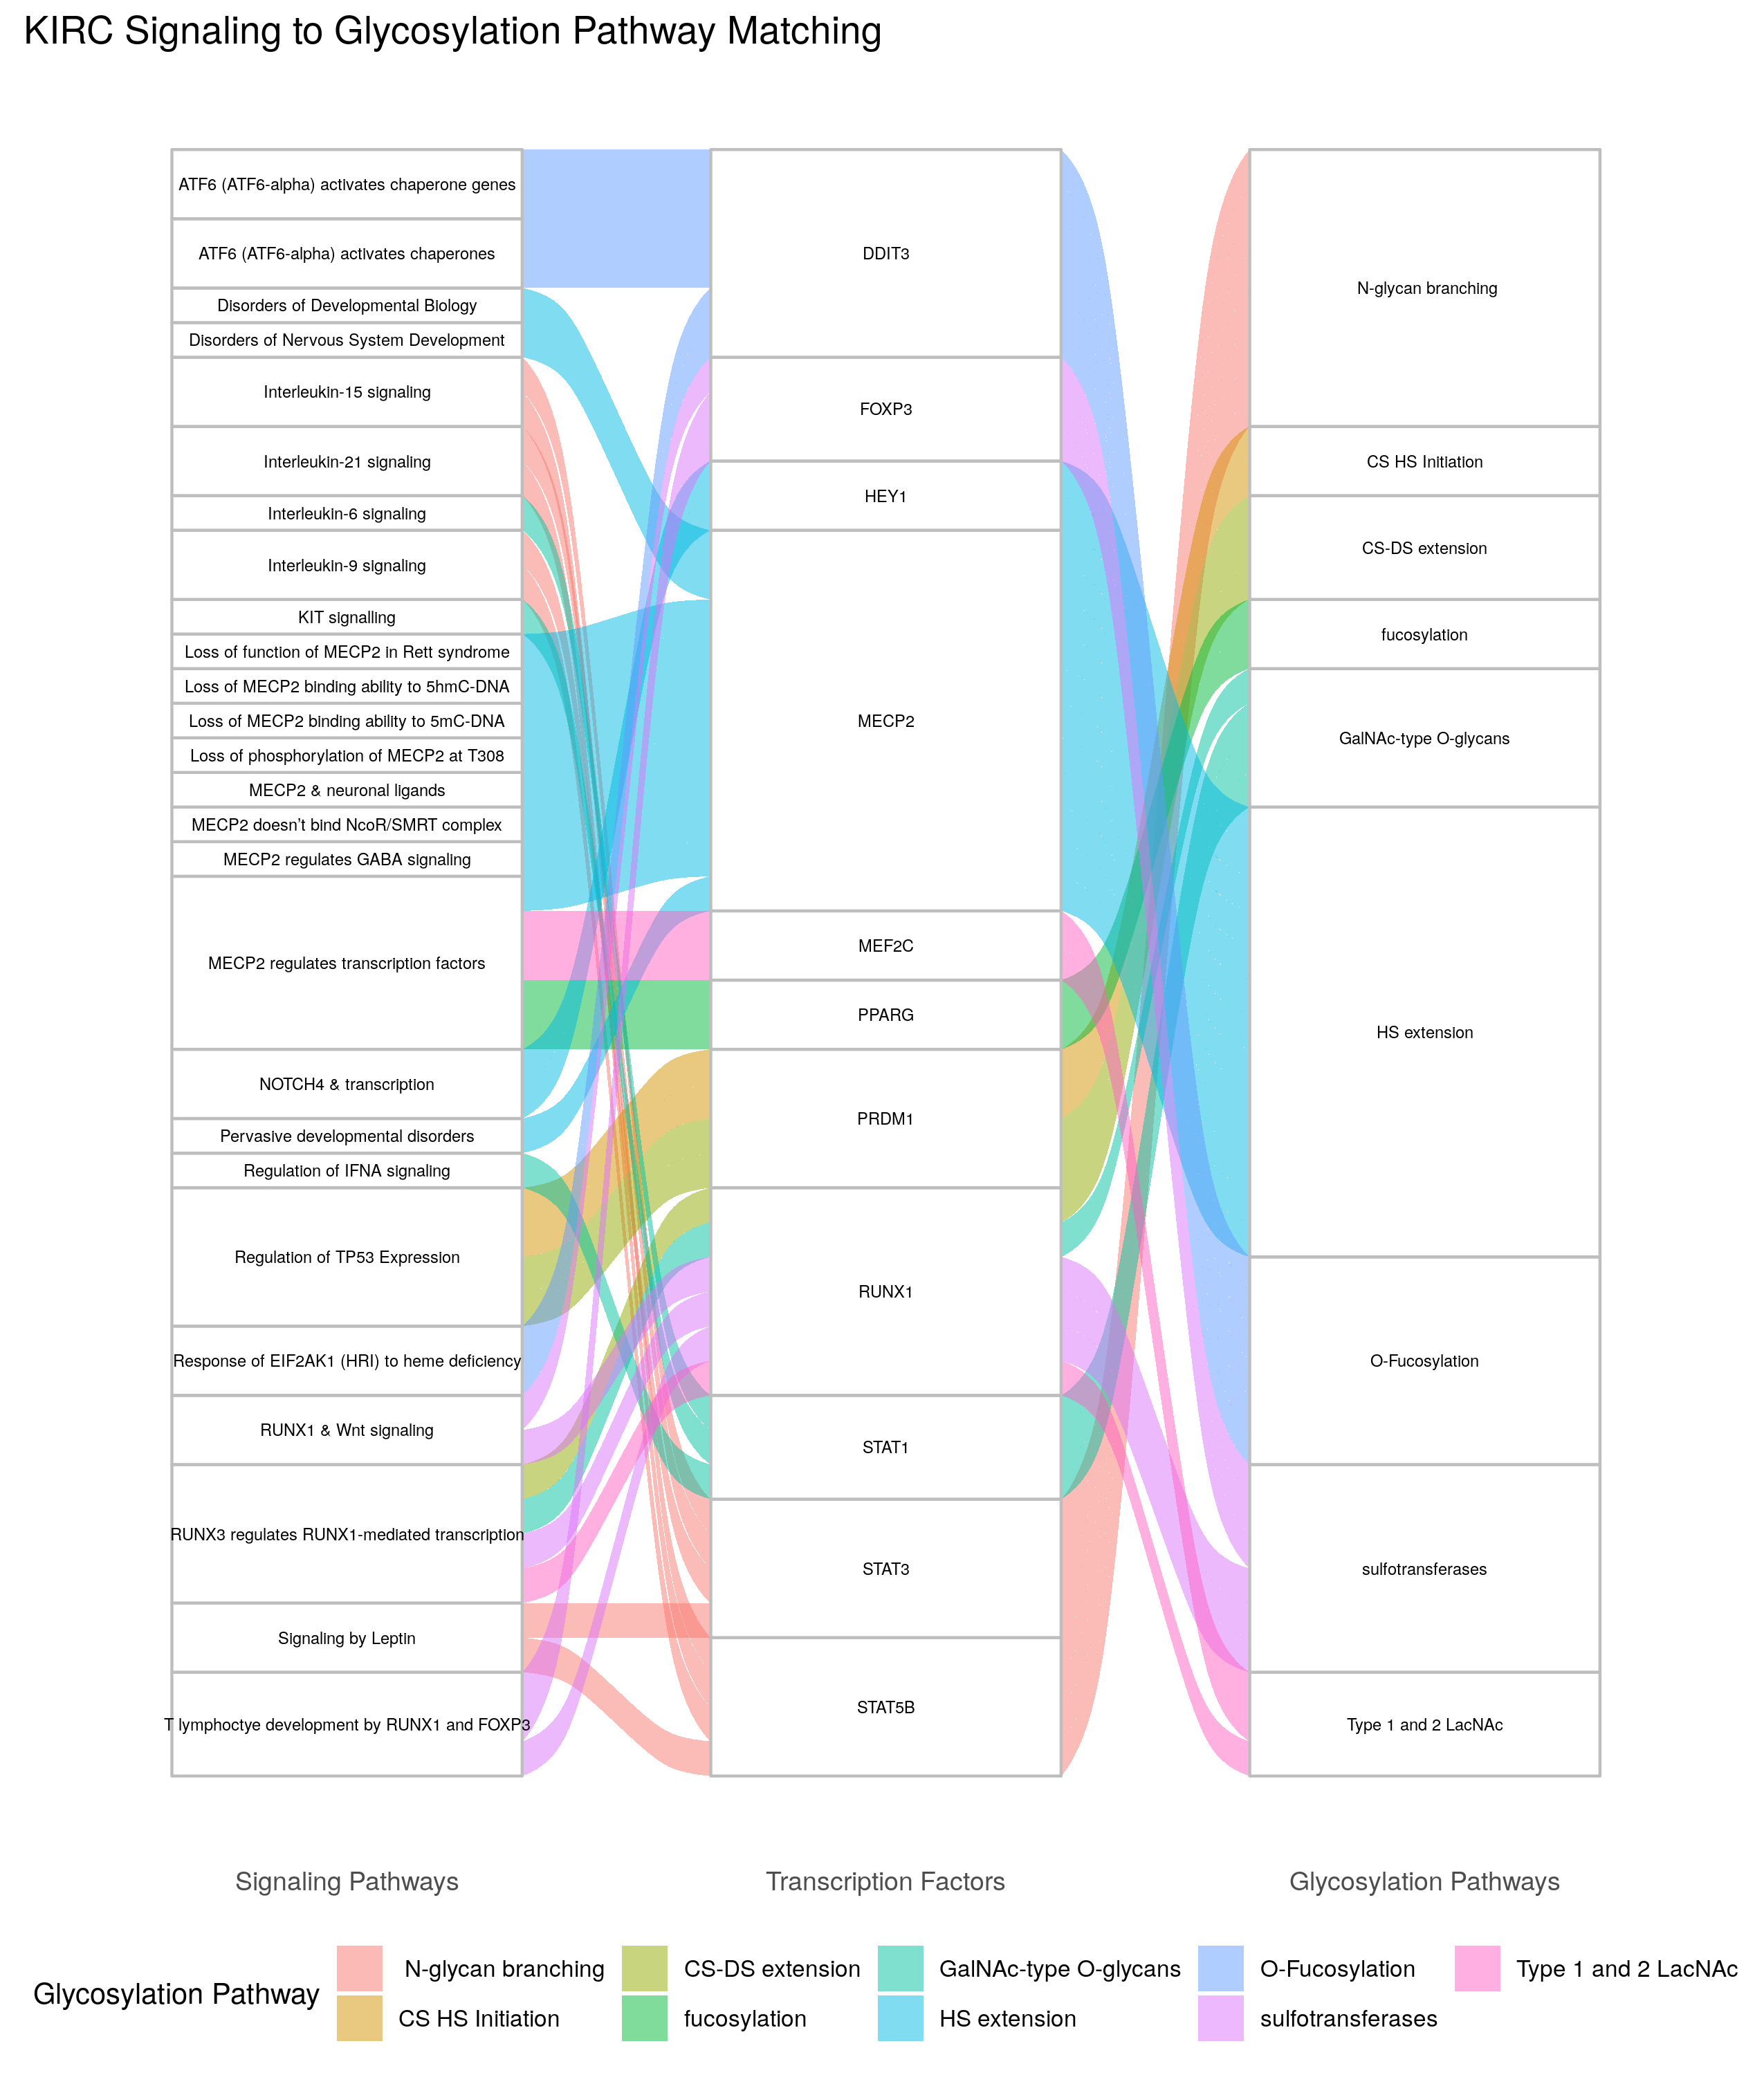 KIRC Signaling to Glycosylation Pathway Matching
ATF6 (ATF6-alpha) activates chaperone genes
ATF6 (ATF6-alpha) activates chaperones
Disorders of Developmental Biology
Disorders of Nervous System Development
Interleukin-15 signaling
Interleukin-21 signaling
Interleukin-6 signaling
Interleukin-9 signaling
KIT signalling
Loss of function of MECP2 in Rett syndrome
Loss of MECP2 binding ability to 5hmC-DNA
Loss of MECP2 binding ability to 5mC-DNA
Loss of phosphorylation of MECP2 at T308
MECP2 & neuronal ligands
MECP2 doesn't bind NcoR/SMRT complex
MECP2 regulates GABA signaling
MECP2 regulates transcription factors
NOTCH4 & transcription
Pervasive developmental disorders
Regulation of IFNA signaling
Regulation of TP53 Expression
Response of EIF2AK1 (HRI) to heme deficiency
RUNX1 & Wnt signaling
RUNX3 regulates RUNX1-mediated transcription
Signaling by Leptin
T lymphoctye development by RUNX1 and FOXP3
DDIT3
FOXP3
HEY1
MECP2
MEF2C
PPARG
PRDM1
RUNX1
STAT1
STAT3
STAT5B
N-glycan branching
CS HS Initiation
CS-DS extension
fucosylation
GalNAc-type O-glycans
HS extension
O-Fucosylation
sulfotransferases
Type 1 and 2 LacNAc
Signaling Pathways
Transcription Factors
Glycosylation Pathways
Glycosylation Pathway
N-glycan branching
CS HS Initiation
CS-DS extension
fucosylation
GalNAc-type O-glycans
HS extension
O-Fucosylation
sulfotransferases
Type 1 and 2 LacNAc